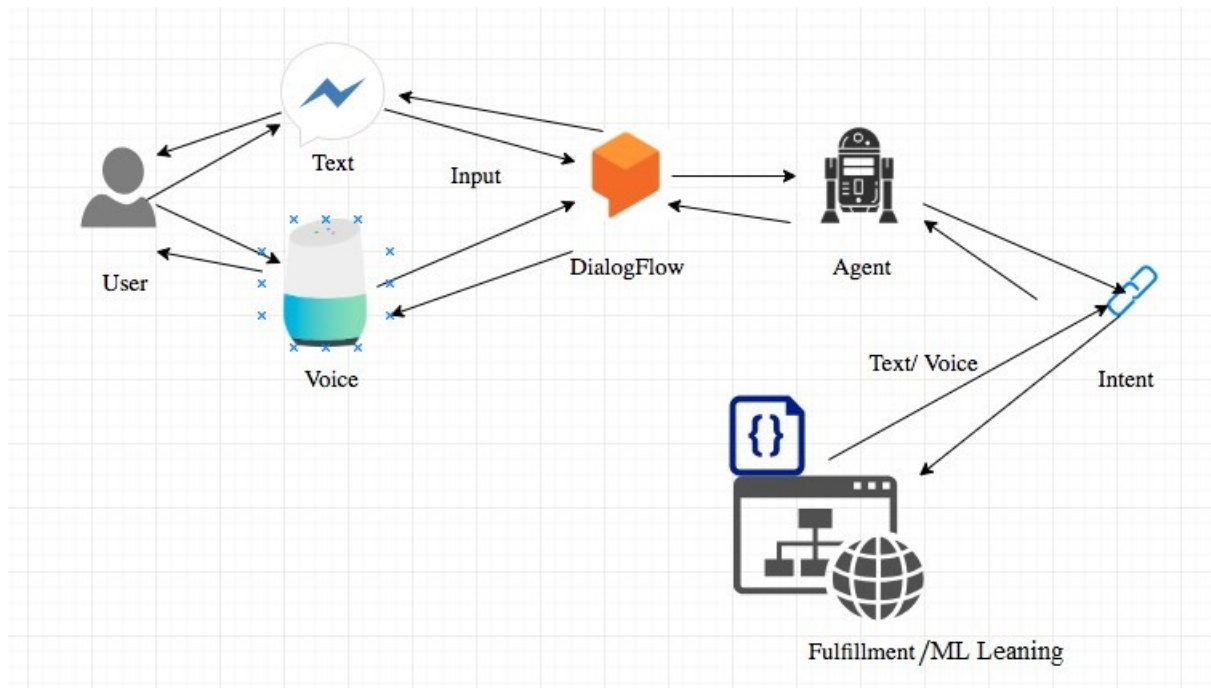 Text
Input
User
Voice
DialogFlow
Agent
Text/ Voice
Intent
{}
Fulfillment /ML Leaning